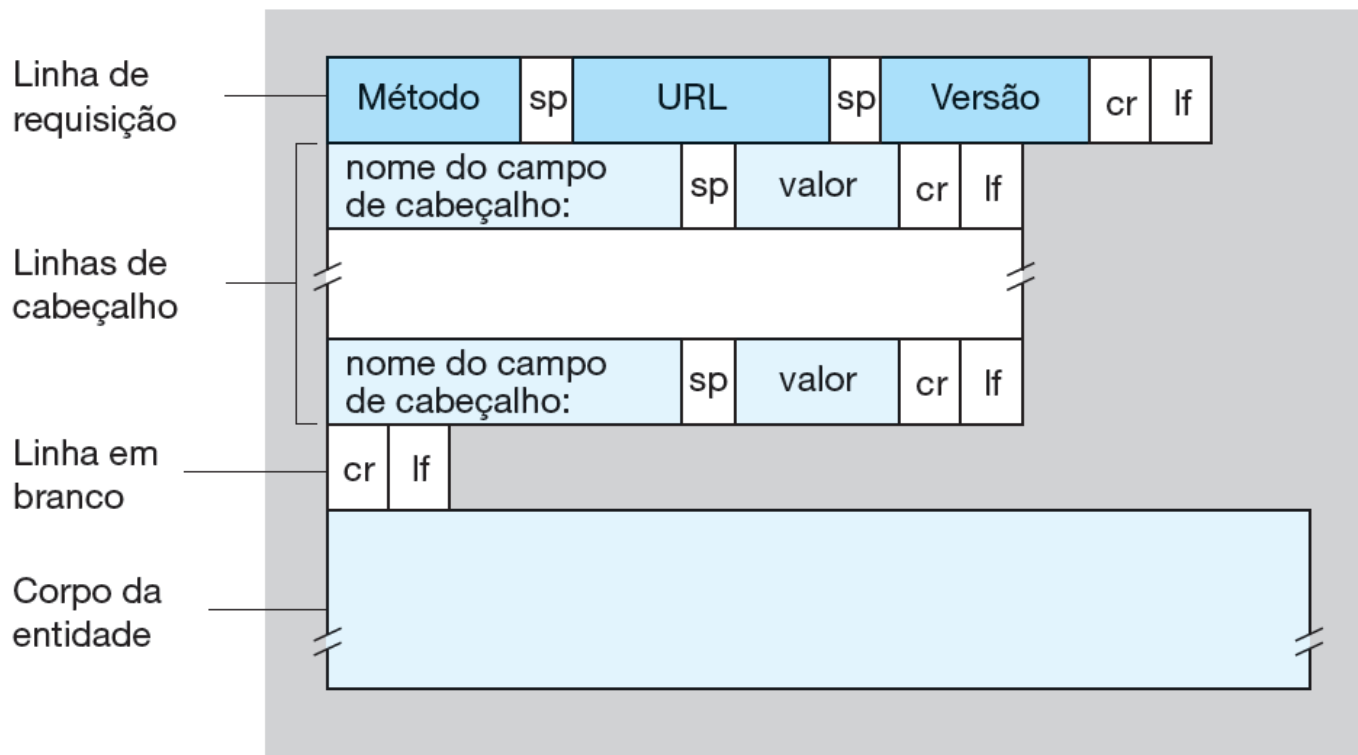 Linha de
requisição
Método sp URL sp Versão cr lf
nome do campo
de cabeçalho:
sp valor cr lf
Linhas de
cabeçalho
nome do campo
de cabeçalho:
sp valor cr lf
Linha em
branco
cr lf
Corpo da
entidade